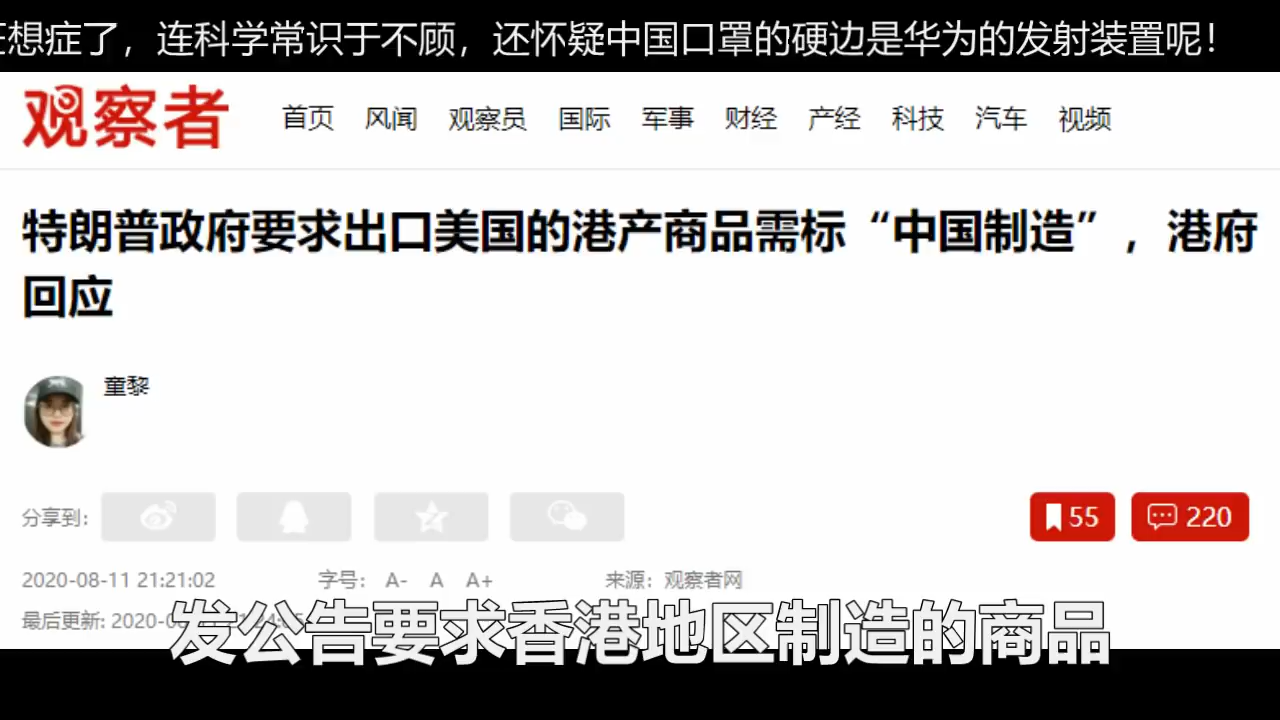 想症了，连科学常识于不顾，还怀疑中国口罩的硬边是华为的发射装置呢！
观察者
首页 风闻 观察员 国际 军事 财经 产经 科技 汽车 视频
特朗普政府要求出口美国的港产商品需标“中国制造”，港府
回应
童黎
分享到:
55
220
2020-08-11 21:21:02 字号: A- A A+ 来源: 观察者网
最后更新:
发公告要求香港地区制造的商品